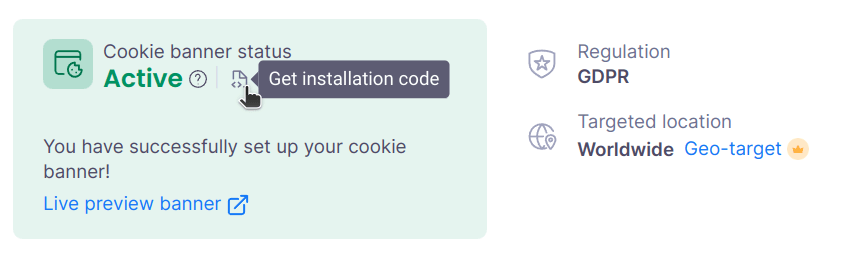 Cookie banner status
Active
Get installation code
You have successfully set up your cookie
banner!
Live preview banner
Regulation
GDPR
Targeted location
Worldwide Geo-target